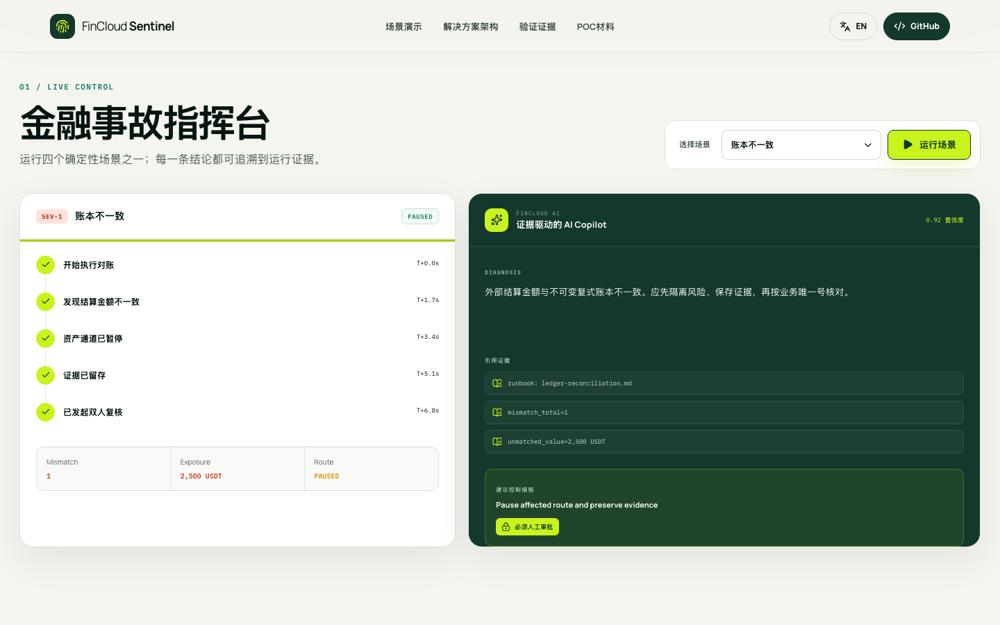 FinCloud Sentinel
场景演示
解决方案架构
验证证据
POC材料
EN
GitHub
01 / LIVE CONTROL
金融事故指挥台
运行四个确定性场景之一；每一条结论都可追溯到运行证据。
选择场景
账本不一致
运行场景
SEV-1
账本不一致
PAUSED
开始执行对账
T+0.0s
发现结算金额不一致
T+1.7s
资产通道已暂停
T+3.4s
证据已留存
T+5.1s
已发起双人复核
T+6.8s
Mismatch
1
Exposure
2,500 USDT
Route
PAUSED
FINCLOUD AI
证据驱动的 AI Copilot
0.92 置信度
DIAGNOSIS
外部结算金额与不可变复式账本不一致。应先隔离风险、保存证据，再按业务唯一号核对。
引用证据
runbook: ledger-reconciliation.md
mismatch_total=1
unmatched_value=2,500 USDT
建议控制措施
Pause affected route and preserve evidence
必须人工审批